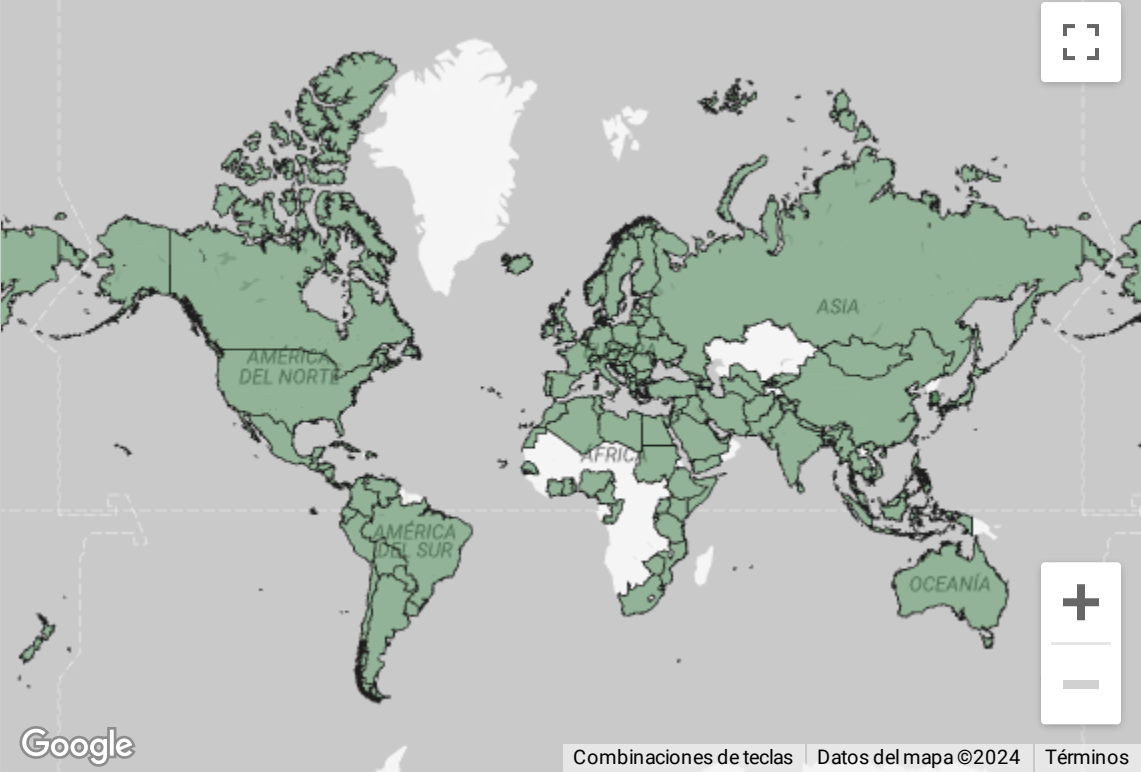 ASIA
AMÉRICA
DEL NORTE
ÁFRICA
AMÉRICA
DEL SUR
OCEANÍA
Google
Combinaciones de teclas
Datos del mapa ©2024
Términos